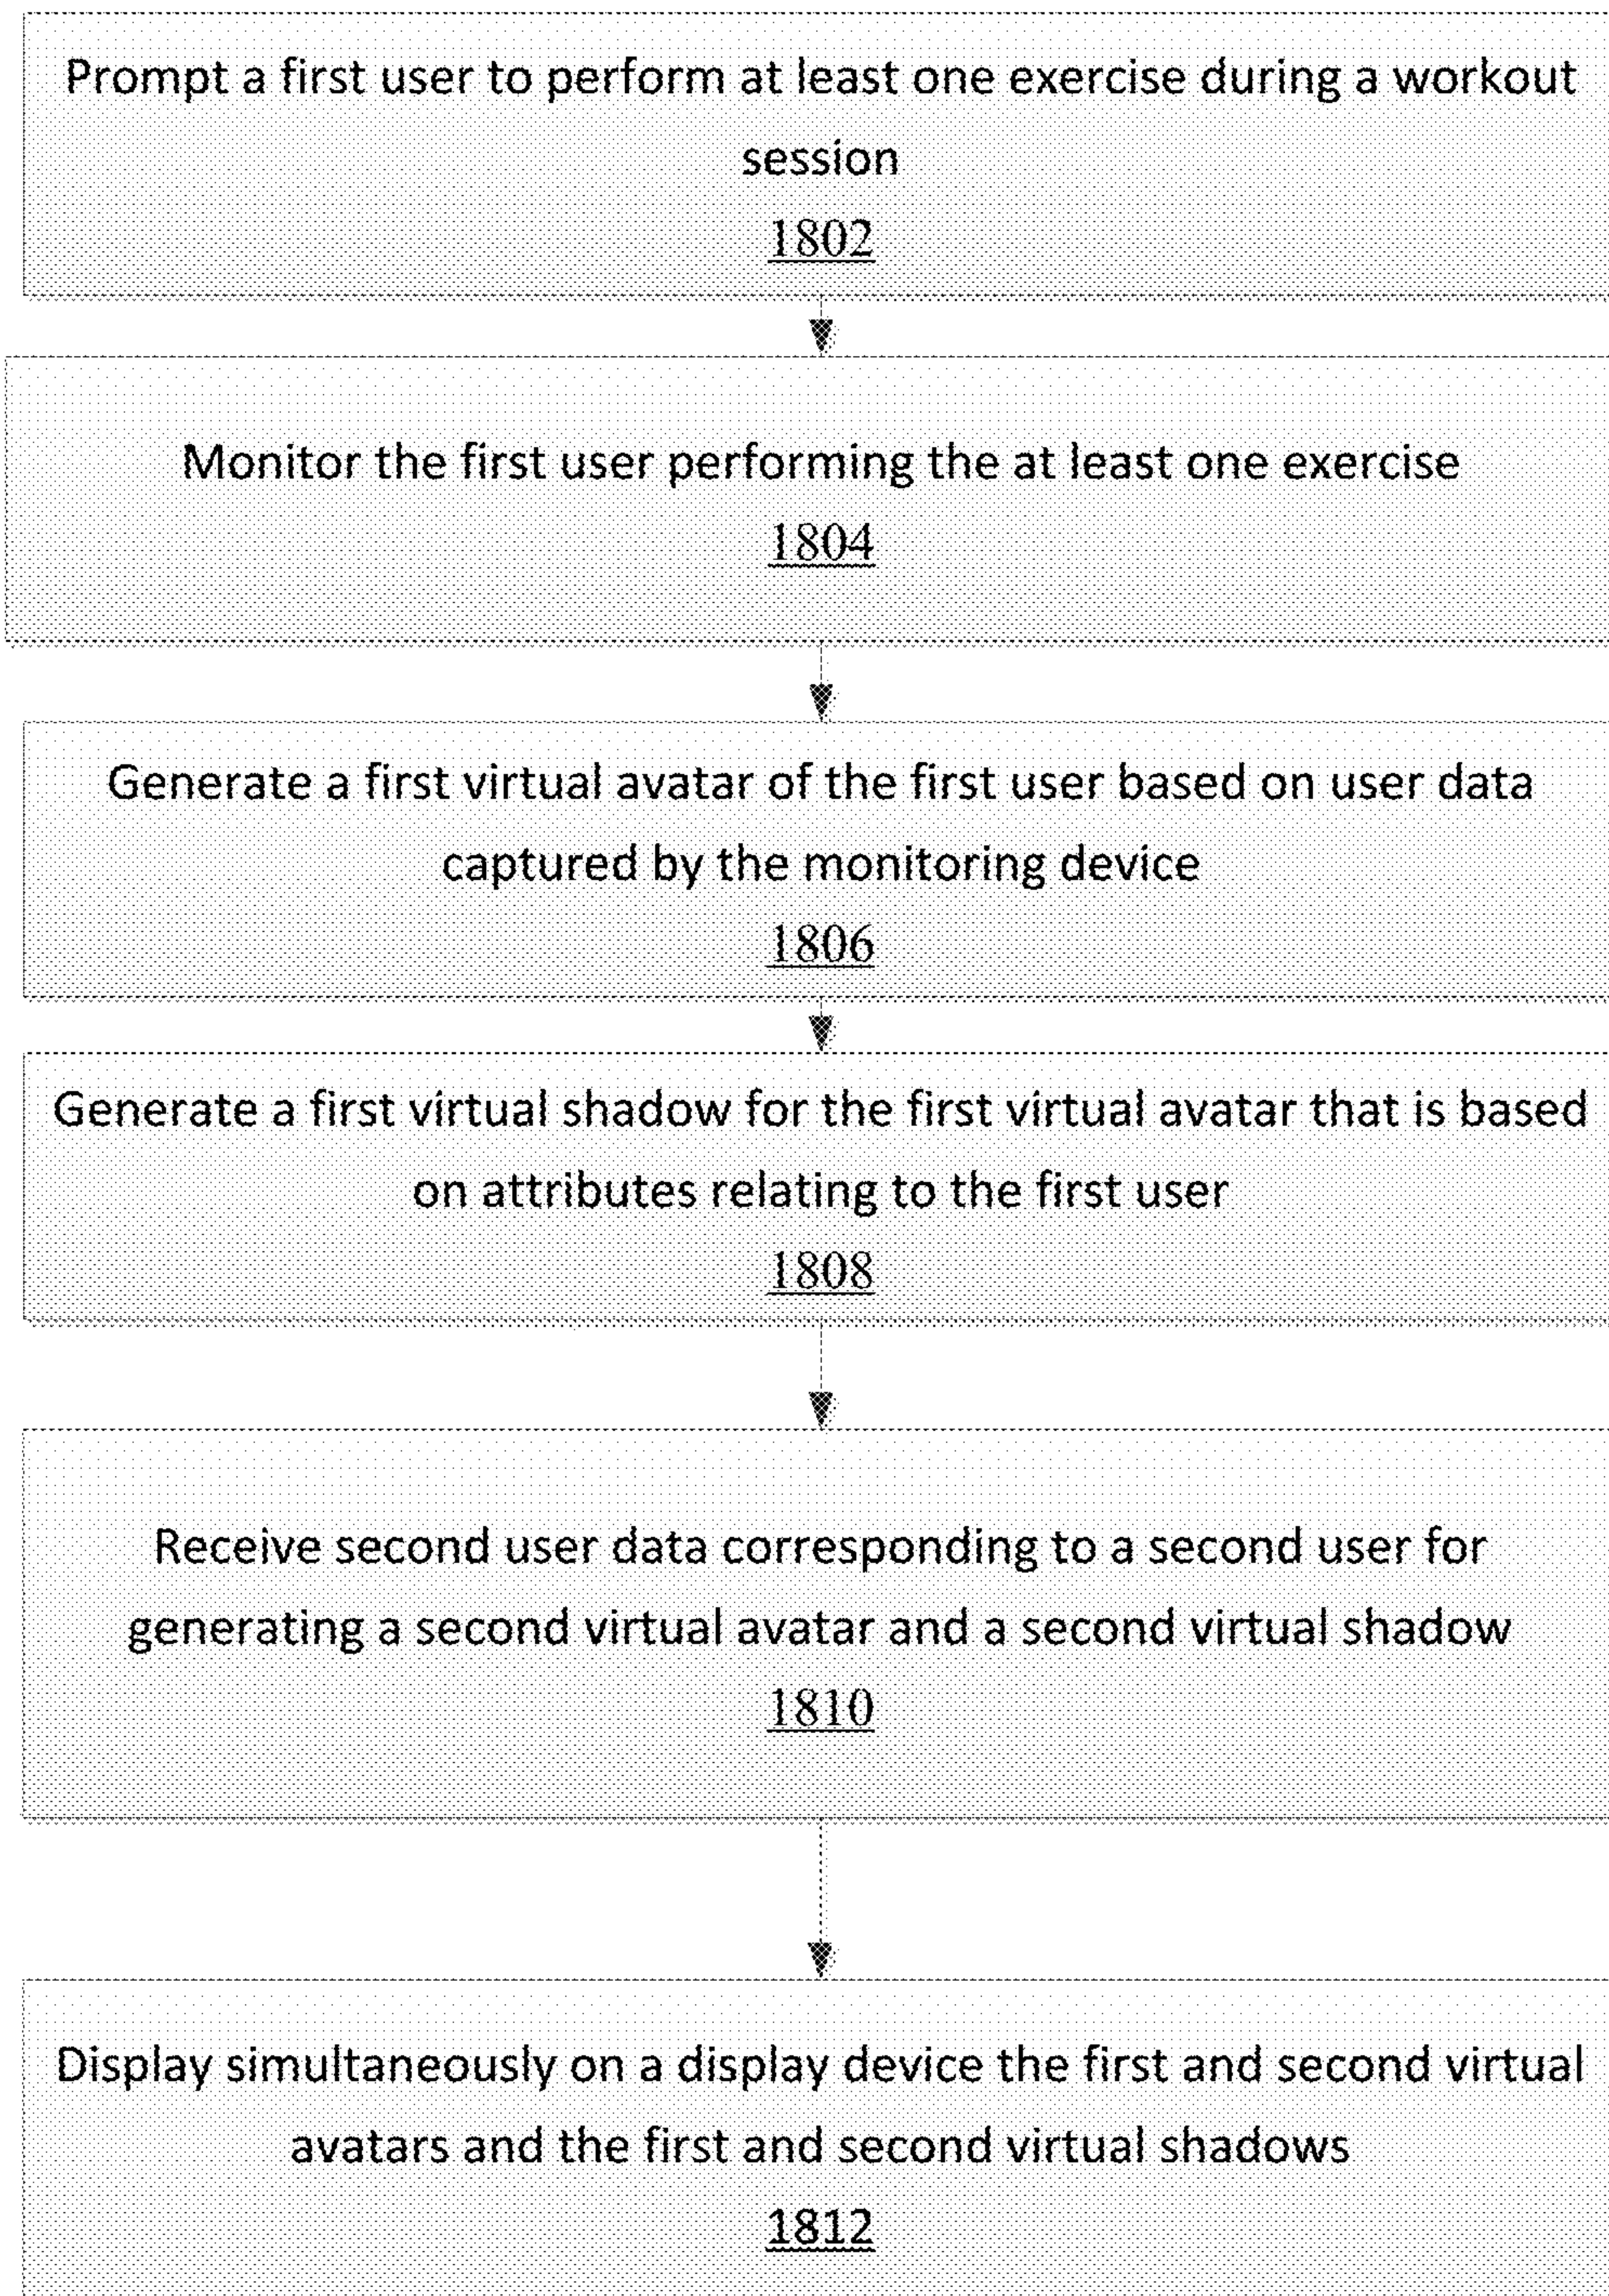 Prompt a first user to perform at least one exercise during a workout
session
1802
Monitor the first user performing the at least one exercise
1804
Generate a first virtual avatar of the first user based on user data
captured by the monitoring device
1806
Generate a first virtual shadow for the first virtual avatar that is based
on attributes relating to the first user
1808
Receive second user data corresponding to a second user for
generating a second virtual avatar and a second virtual shadow
1810
Display simultaneously on a display device the first and second virtual
avatars and the first and second virtual shadows
1812